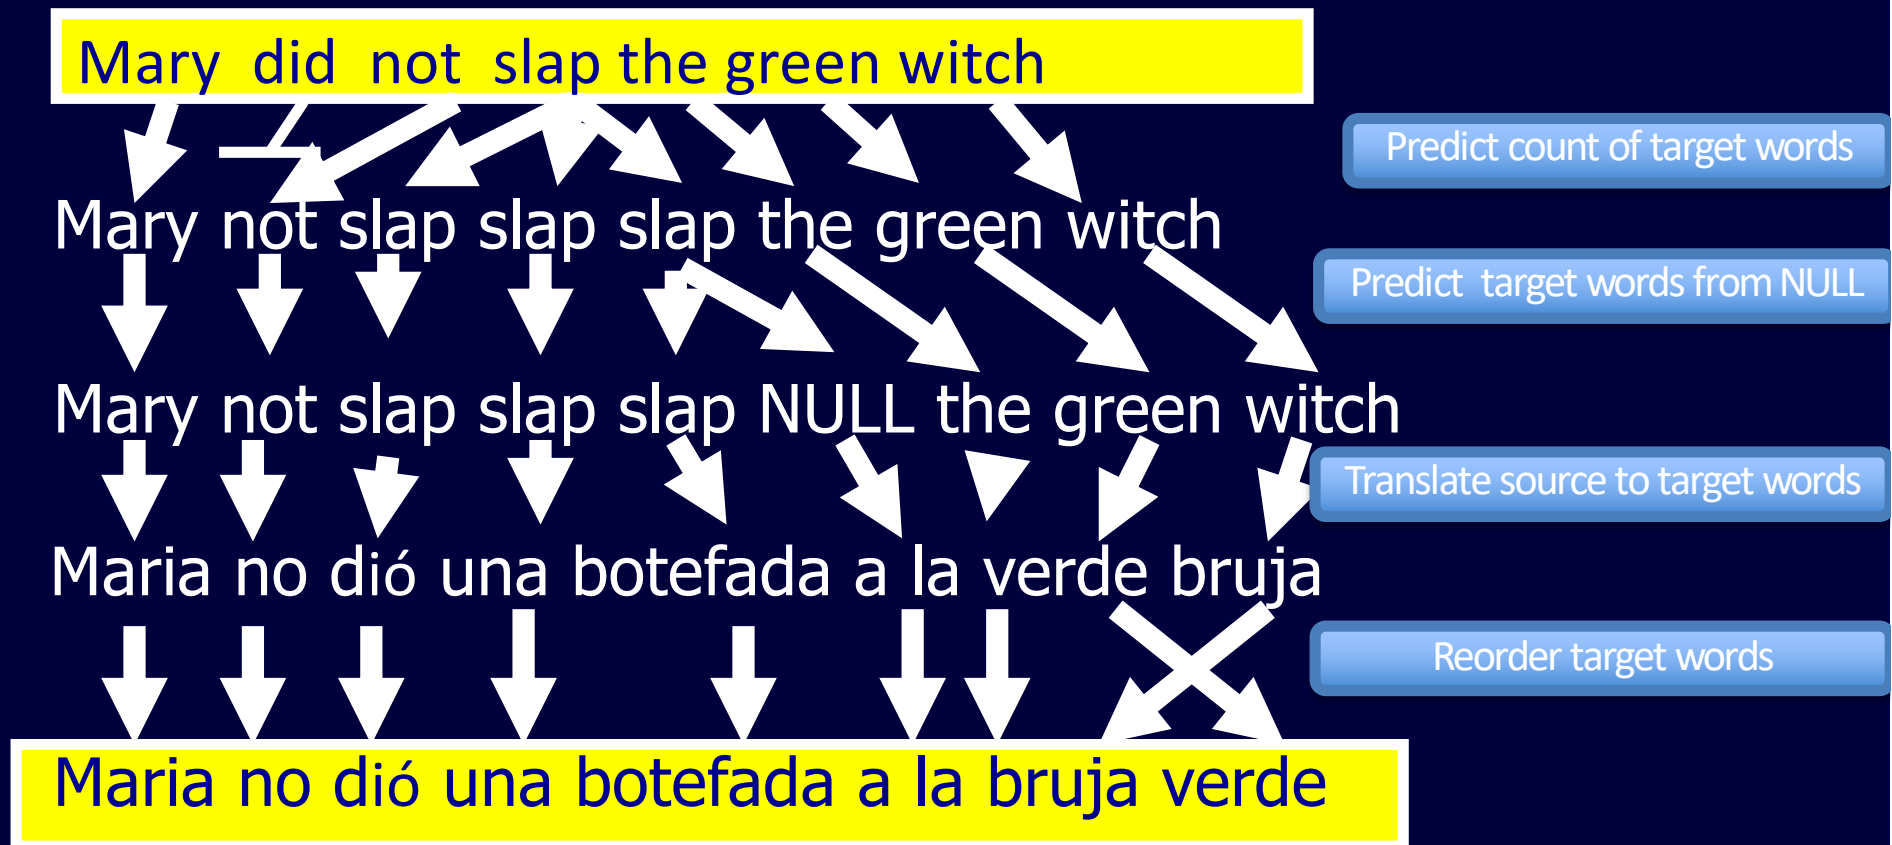 Mary did not slap the green witch
Predict count of target words
Mary not slap slap slap the green witch
Predict target words from NULL
Mary not slap slap slap NULL the green witch
Translate source to target words
Maria no dió una botefada a la verde bruja
Reorder target words
Maria no dió una botefada a la bruja verde